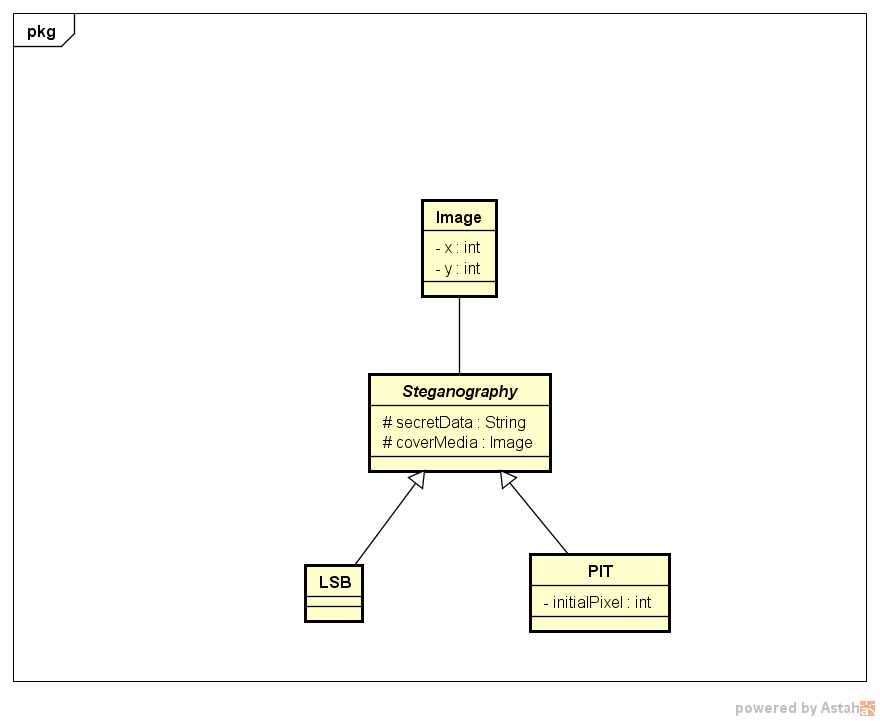 pkg
Image
- x : int
- y : int
Steganography
# secretData : String
# coverMedia : Image
LSB
PIT
- initialPixel : int
powered by Astah